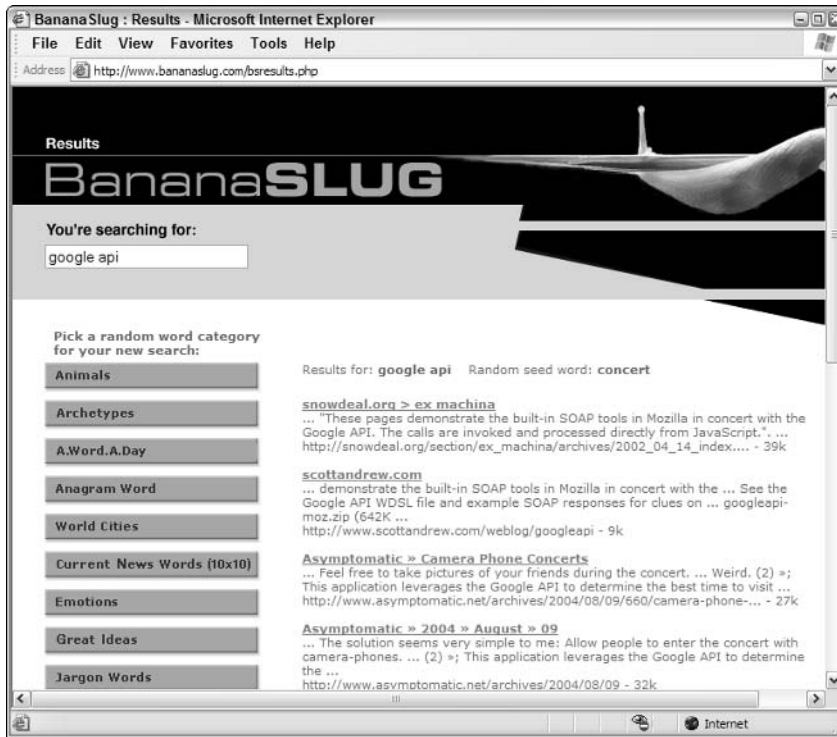 BananaSlug : Results - Microsoft Internet Explorer
File Edit View Favorites Tools Help
Address http://www.bananaslug.com/bsresults.php
Results
BananaSLUG
You're searching for:
google api
Pick a random word category
for your new search:
Animals
Archetypes
A.Word.A.Day
Anagram Word
World Cities
Current News Words (10x10)
Emotions
Great Ideas
Jargon Words
Results for: google api Random seed word: concert
snowdeal.org > ex machina
... "These pages demonstrate the built-in SOAP tools in Mozilla in concert with the
Google API. The calls are invoked and processed directly from JavaScript.". ...
http://snowdeal.org/section/ex_machina/archives/2002_04_14_index.... - 39k
scottandrew.com
... demonstrate the built-in SOAP tools in Mozilla in concert with the ... See the
Google API WDSL file and example SOAP responses for clues on ... googleapi-
moz.zip (642K ...
http://www.scottandrew.com/weblog/googleapi - 9k
Asymptomatic » Camera Phone Concerts
... Feel free to take pictures of your friends during the concert. ... Weird. (2) »;
This application leverages the Google API to determine the best time to visit ...
http://www.asymptomatic.net/archives/2004/08/09/660/camera-phone-... - 27k
Asymptomatic » 2004 » August » 09
... The solution seems very simple to me: Allow people to enter the concert with
camera-phones. ... (2) »; This application leverages the Google API to determine
the ...
http://www.asymptomatic.net/archives/2004/08/09 - 32k
Internet